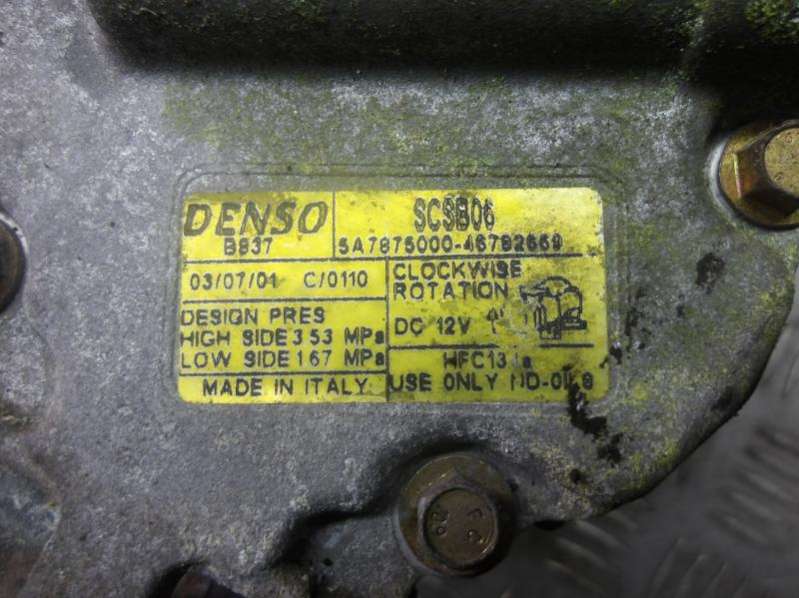 DENSO
B837
SCSB06
5A7875000-46782669
03/07/01 C/0110
CLOCKWISE
ROTATION
DC 12V
DESIGN PRES
HIGH SIDE 3 53 MPa
LOW SIDE 1 67 MPa
HFC134a
MADE IN ITALY
USE ONLY ND-OIL8